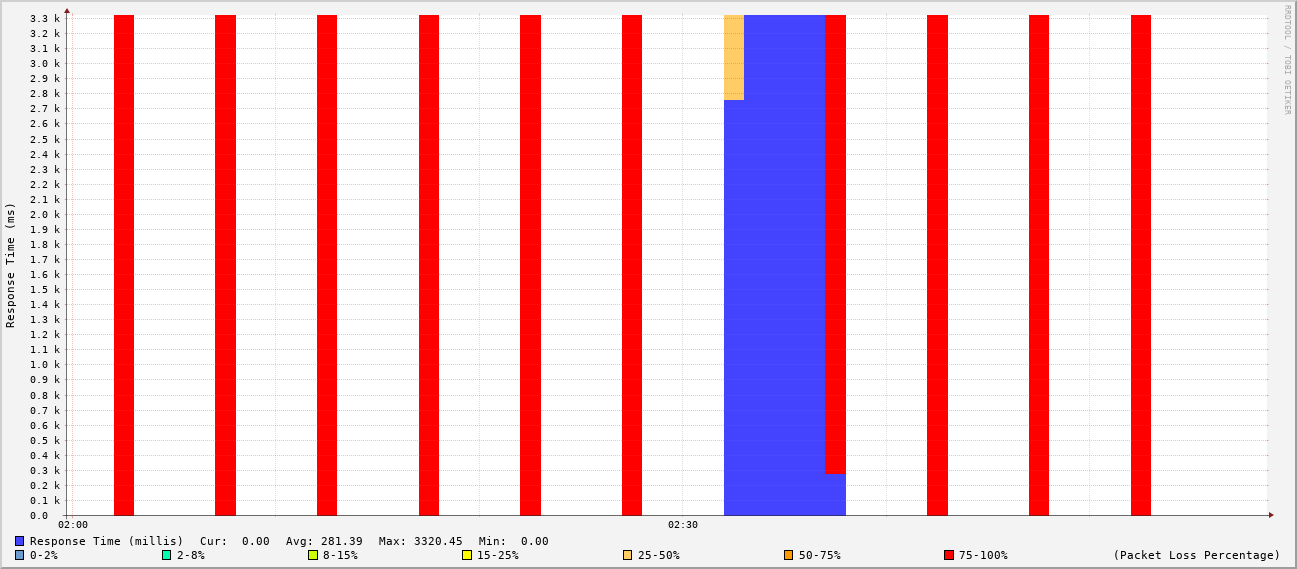 RRDTOOL / TOBI OETIKER
Response Time (ms)
3.3 k
3.2 k
3.1 k
3.0 k
2.9 k
2.8 k
2.7 k
2.6 k
2.5 k
2.4 k
2.3 k
2.2 k
2.1 k
2.0 k
1.9 k
1.8 k
1.7 k
1.6 k
1.5 k
1.4 k
1.3 k
1.2 k
1.1 k
1.0 k
0.9 k
0.8 k
0.7 k
0.6 k
0.5 k
0.4 k
0.3 k
0.2 k
0.1 k
0.0
02:00 02:30
Response Time (millis) Cur: 0.00 Avg: 281.39 Max: 3320.45 Min: 0.00
0-2% 2-8% 8-15% 15-25% 25-50% 50-75% 75-100% (Packet Loss Percentage)